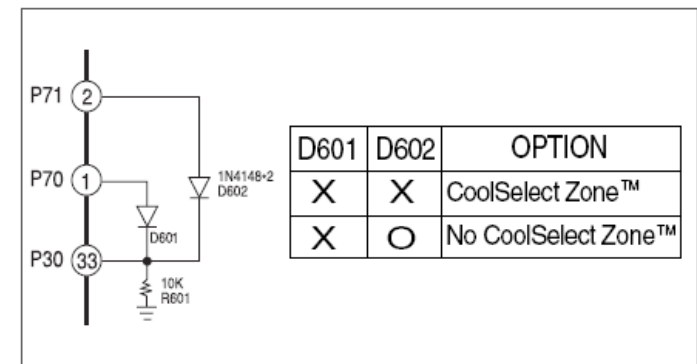 P71 2
P70 1
1N4148*2
D602
D601
P30 33
10K
R601
D601 D602 OPTION
X X CoolSelect Zone™
X O No CoolSelect Zone™